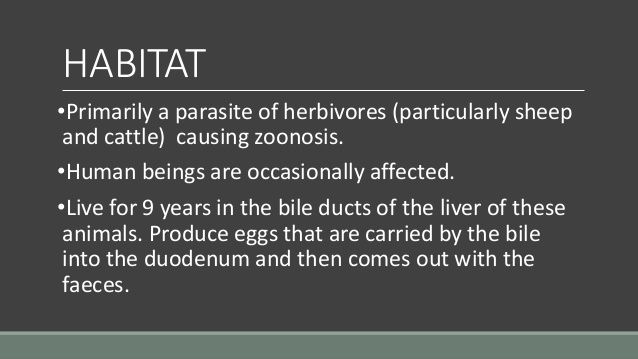 HABITAT
•Primarily a parasite of herbivores (particularly sheep
and cattle)  causing zoonosis.
•Human beings are occasionally affected.
•Live for 9 years in the bile ducts of the liver of these
animals. Produce eggs that are carried by the bile
into the duodenum and then comes out with the
faeces.